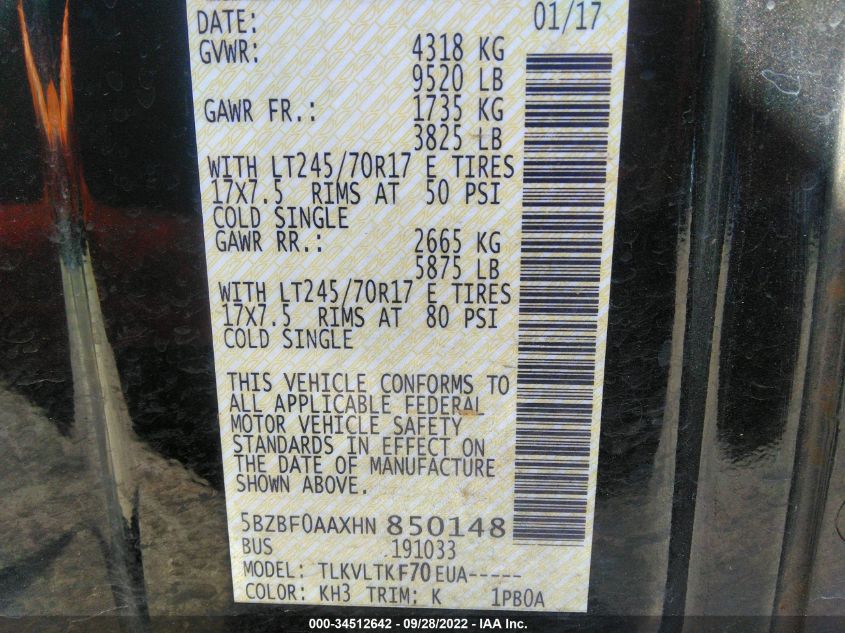 DATE: 01/17
GVWR: 4318 KG
9520 LB
GAWR FR.: 1735 KG
3825 LB
WITH LT245/70R17 E TIRES
17X7.5 RIMS AT 50 PSI
COLD SINGLE
GAWR RR.: 2665 KG
5875 LB
WITH LT245/70R17 E TIRES
17X7.5 RIMS AT 80 PSI
COLD SINGLE
THIS VEHICLE CONFORMS TO
ALL APPLICABLE FEDERAL
MOTOR VEHICLE SAFETY
STANDARDS IN EFFECT ON
THE DATE OF MANUFACTURE
SHOWN ABOVE.
5BZBF0AAXHN 850148
BUS 191033
MODEL: TLKVLTKF70EUA-----
COLOR: KH3 TRIM: K 1PB0A
000-34512642 - 09/28/2022 - IAA Inc.